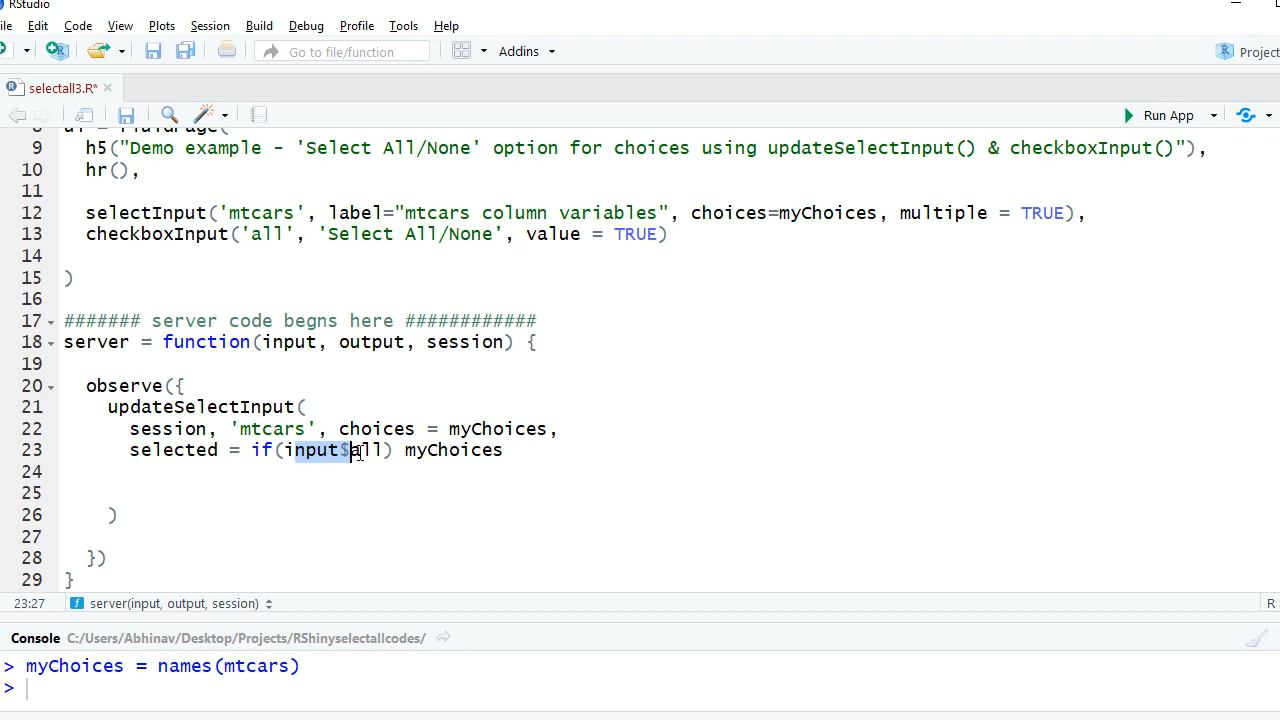 RStudio
ile Edit Code View Plots Session Build Debug Profile Tools Help
Go to file/function Addins Project
selectall3.R*
Run App
9 h5("Demo example - 'Select All/None' option for choices using updateSelectInput() & checkboxInput()"),
10 hr(),
11
12 selectInput('mtcars', label="mtcars column variables", choices=myChoices, multiple = TRUE),
13 checkboxInput('all', 'Select All/None', value = TRUE)
14
15 )
16
17 ####### server code begns here ############
18 server = function(input, output, session) {
19
20 observe({
21 updateSelectInput(
22 session, 'mtcars', choices = myChoices,
23 selected = if(input$all) myChoices
24
25
26 )
27
28 })
29 }
23:27 server(input, output, session) R
Console C:/Users/Abhinav/Desktop/Projects/RShinyselectallcodes/
> myChoices = names(mtcars)
>